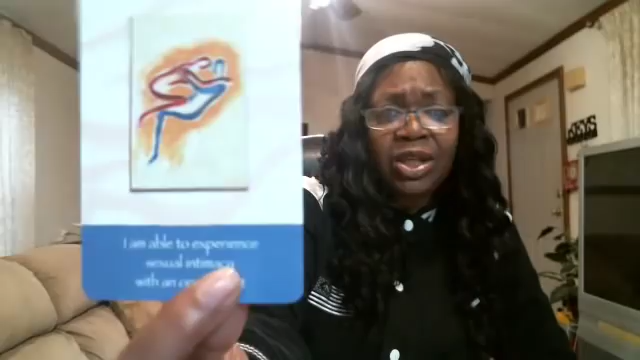 I am able to experience
sexual intimacy
with an